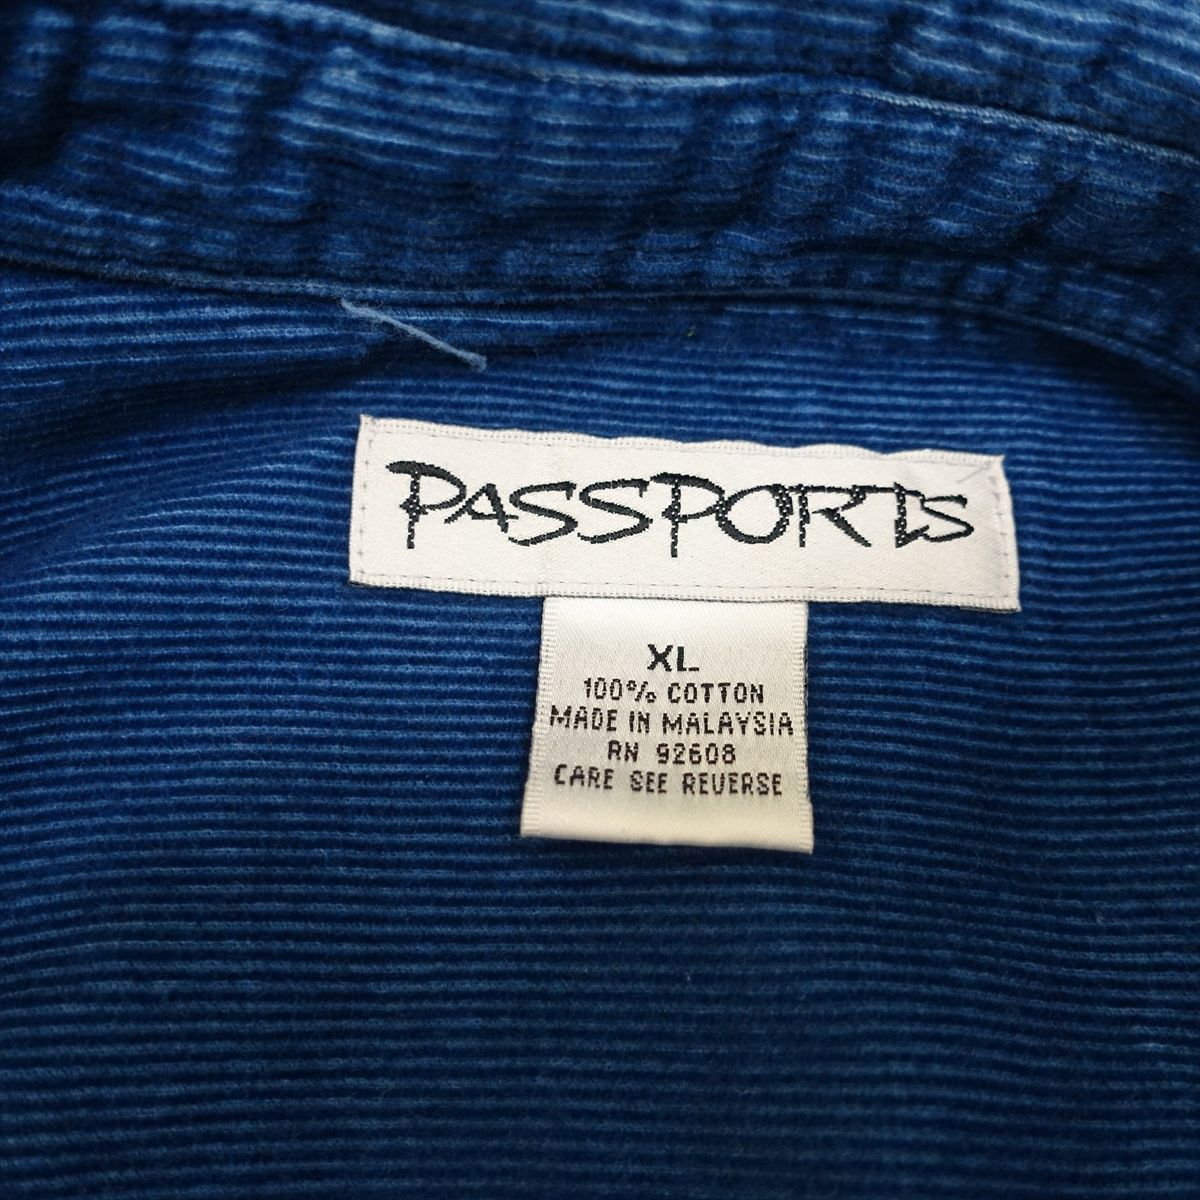 PASSPORTS
XL
100% COTTON
MADE IN MALAYSIA
RN 92608
CARE SEE REVERSE